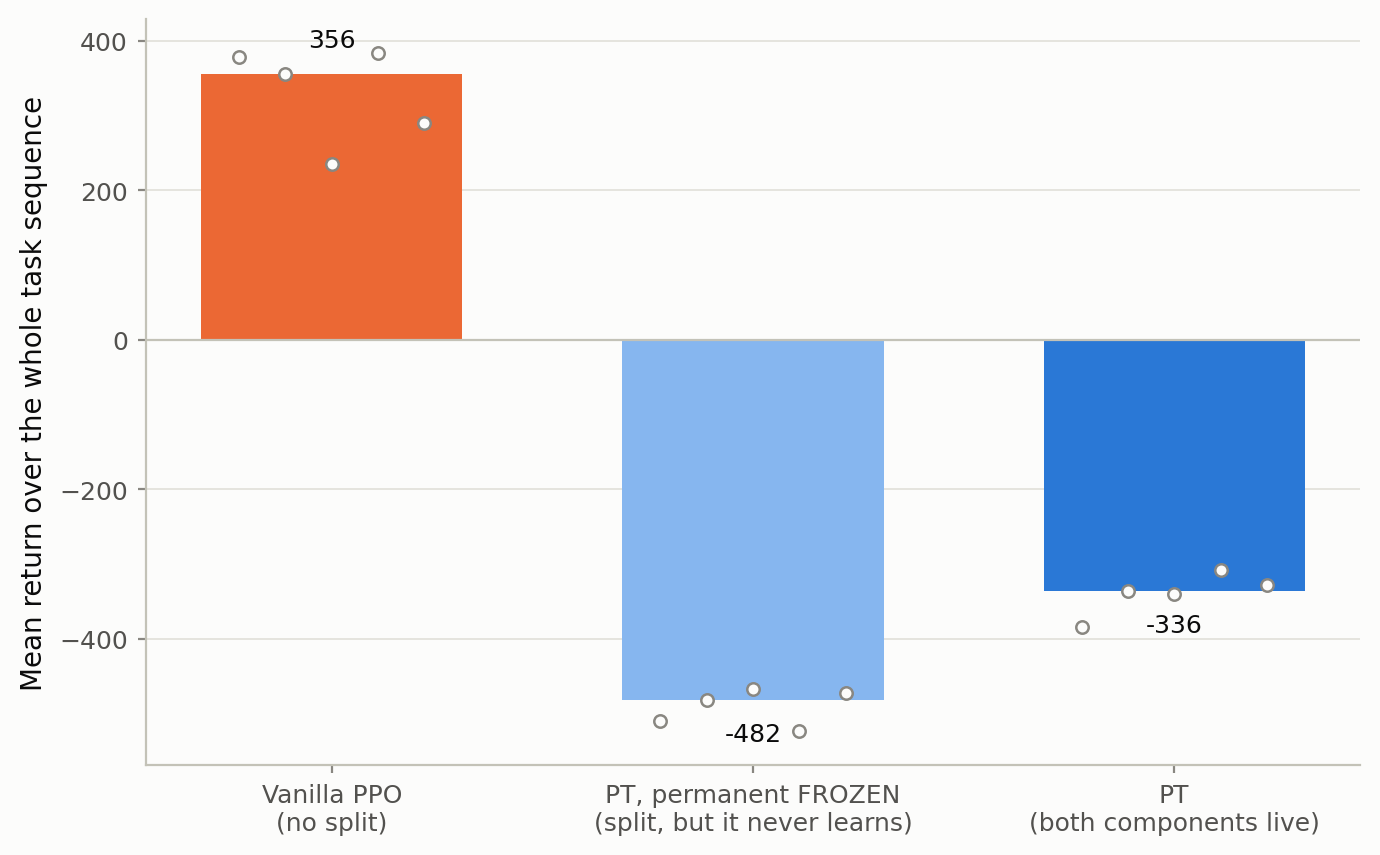 Mean return over the whole task sequence
400
200
0
−200
−400
356
-482
-336
Vanilla PPO
(no split)
PT, permanent FROZEN
(split, but it never learns)
PT
(both components live)